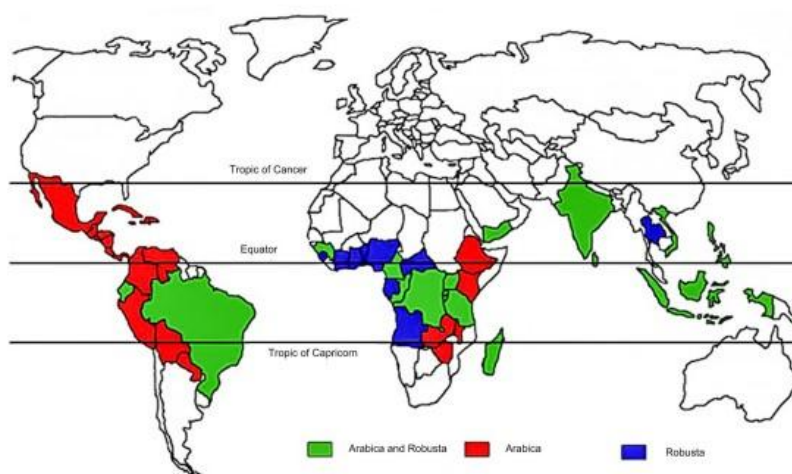 Tropic of Cancer
Equator
Tropic of Capricorn
Arabica and Robusta
Arabica
Robusta